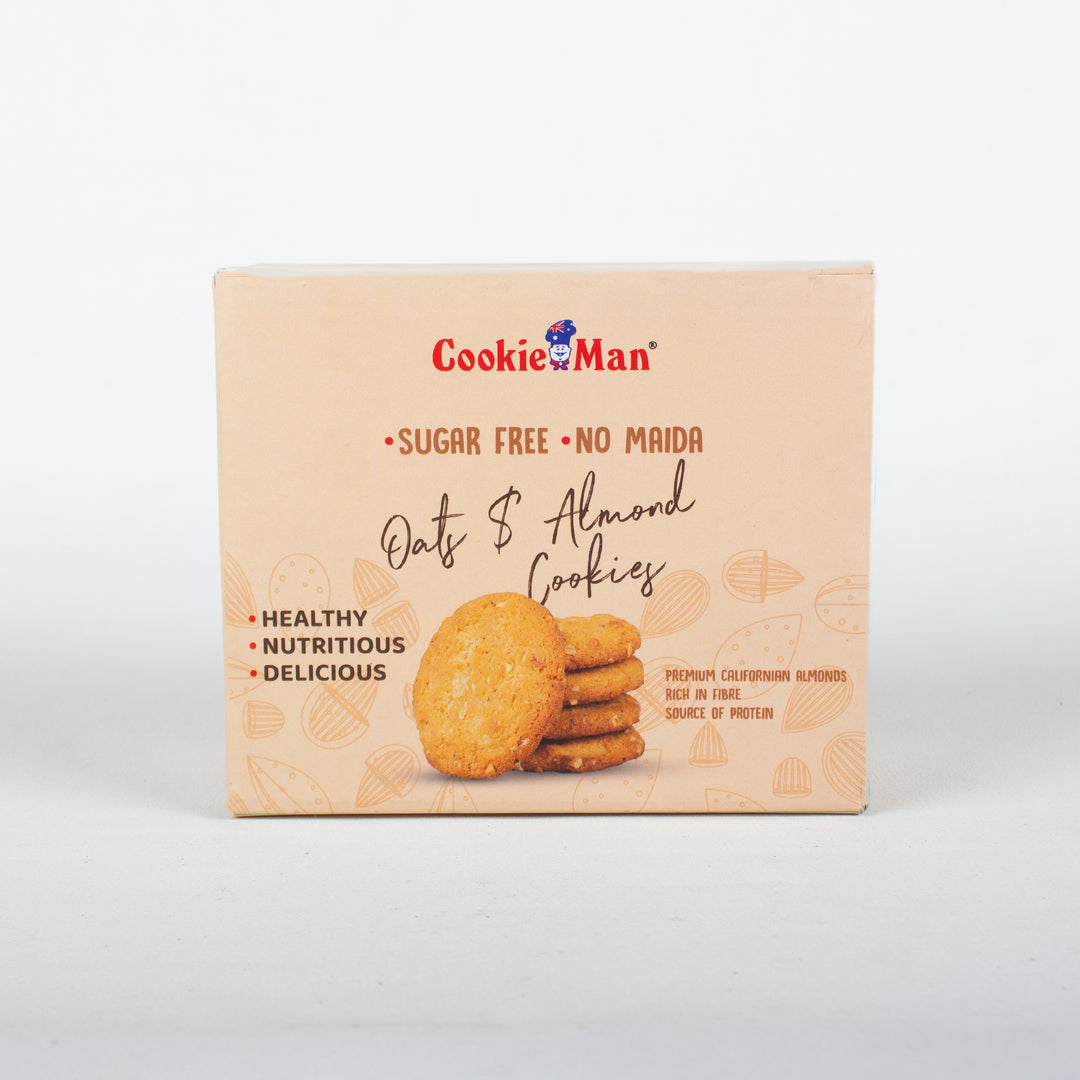 Cookie Man®
•SUGAR FREE •NO MAIDA
Oats & Almond
Cookies
• HEALTHY
• NUTRITIOUS
• DELICIOUS
PREMIUM CALIFORNIAN ALMONDS
RICH IN FIBRE
SOURCE OF PROTEIN